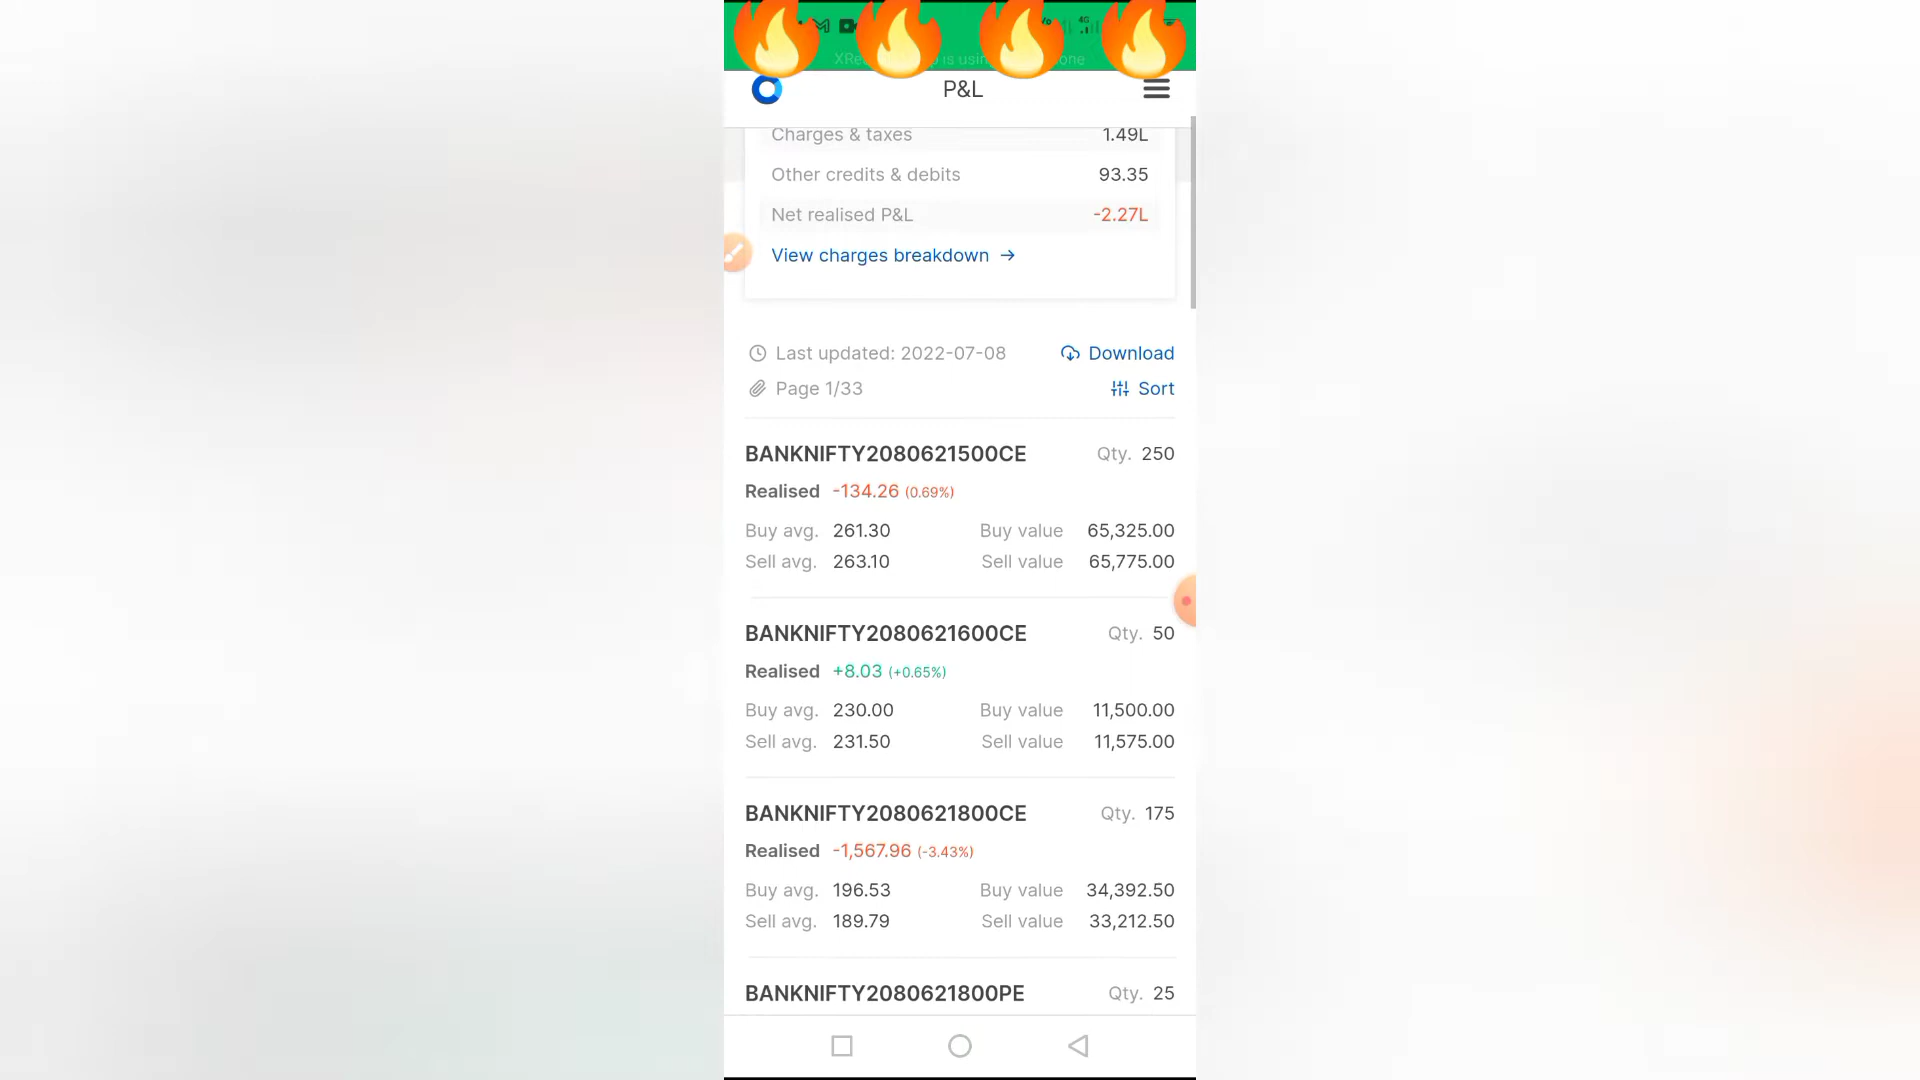 P&L
Charges & taxes 1.49L
Other credits & debits 93.35
Net realised P&L -2.27L
View charges breakdown →
Last updated: 2022-07-08 Download
Page 1/33 Sort
BANKNIFTY2080621500CE Qty. 250
Realised -134.26 (0.69%)
Buy avg. 261.30 Buy value 65,325.00
Sell avg. 263.10 Sell value 65,775.00
BANKNIFTY2080621600CE Qty. 50
Realised +8.03 (+0.65%)
Buy avg. 230.00 Buy value 11,500.00
Sell avg. 231.50 Sell value 11,575.00
BANKNIFTY2080621800CE Qty. 175
Realised -1,567.96 (-3.43%)
Buy avg. 196.53 Buy value 34,392.50
Sell avg. 189.79 Sell value 33,212.50
BANKNIFTY2080621800PE Qty. 25